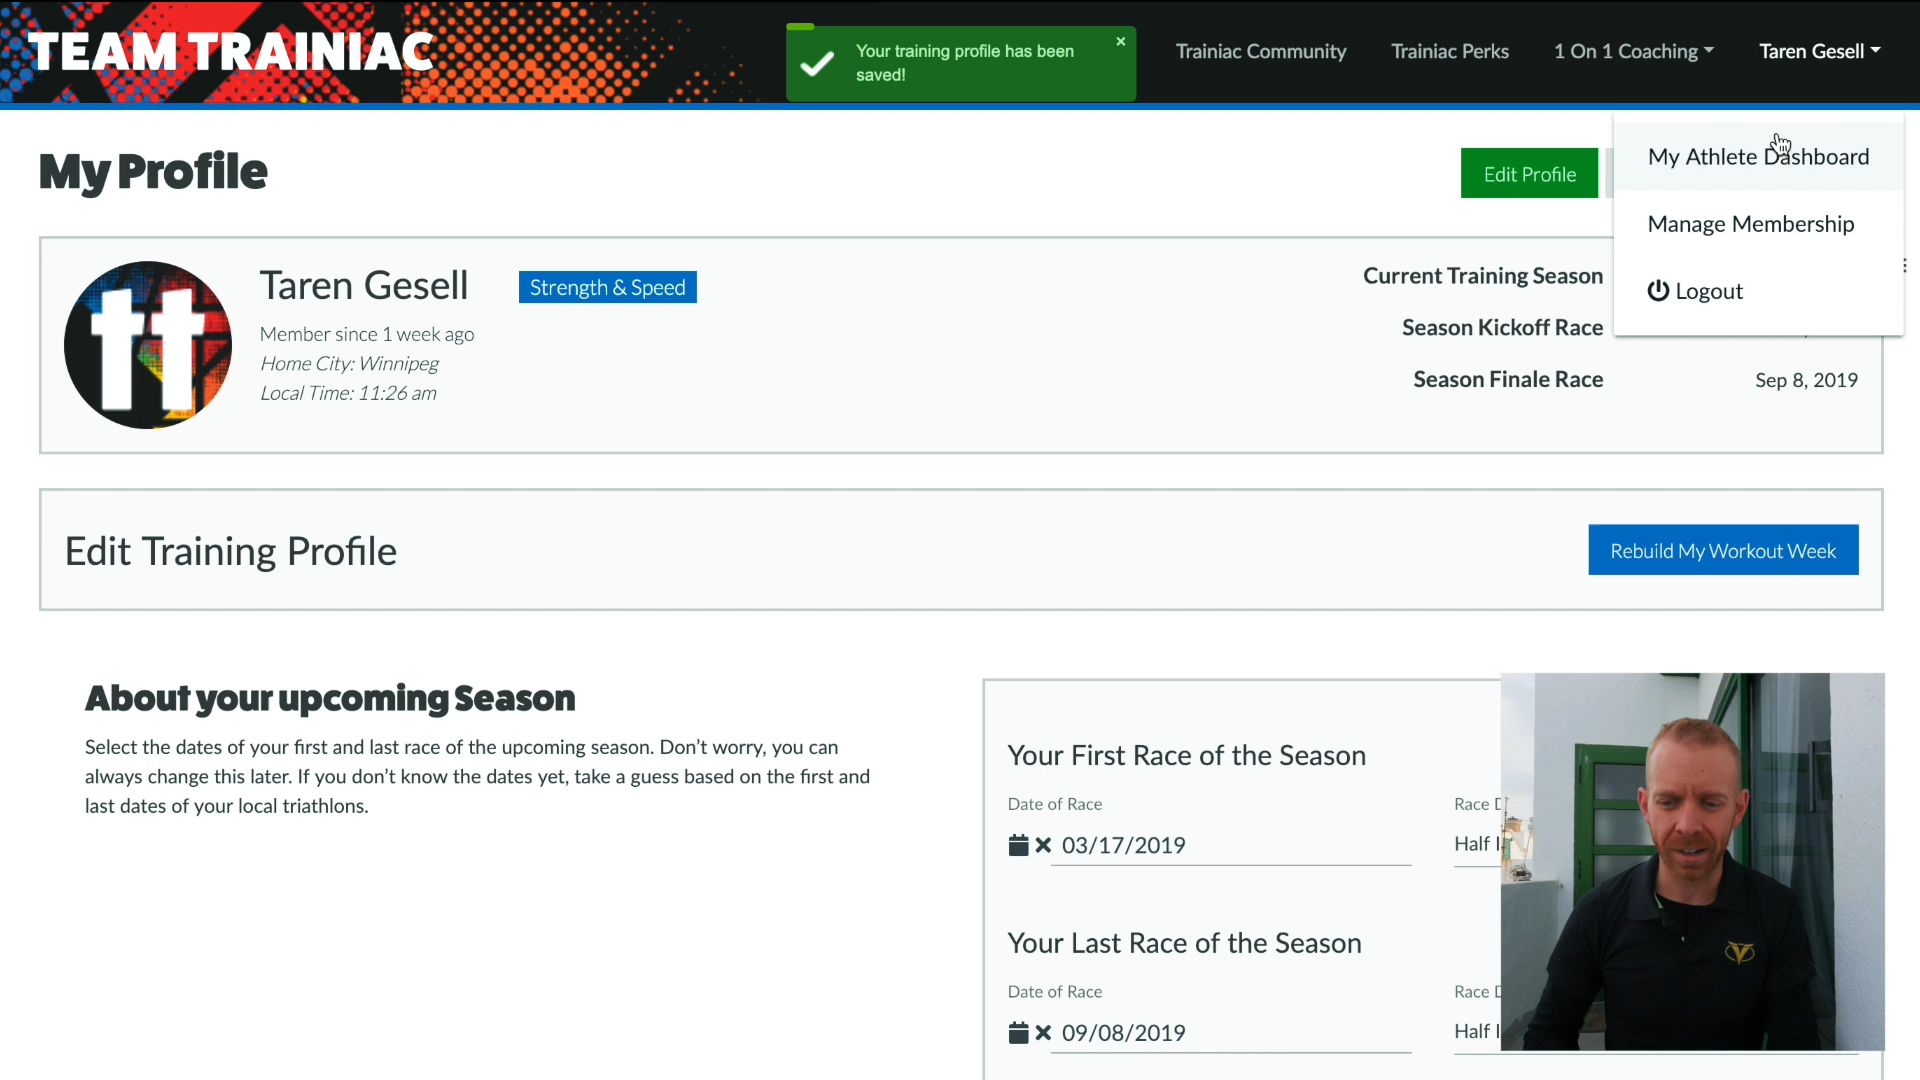 TEAM TRAINIAC
Your training profile has been
saved!
×
Trainiac Community
Trainiac Perks
1 On 1 Coaching
Taren Gesell
My Athlete Dashboard
Manage Membership
Logout
My Profile
Edit Profile
tt
Taren Gesell
Strength & Speed
Member since 1 week ago
Home City: Winnipeg
Local Time: 11:26 am
Current Training Season
Season Kickoff Race
Season Finale Race
Sep 8, 2019
Edit Training Profile
Rebuild My Workout Week
About your upcoming Season
Select the dates of your first and last race of the upcoming season. Don't worry, you can
always change this later. If you don't know the dates yet, take a guess based on the first and
last dates of your local triathlons.
Your First Race of the Season
Date of Race
Race
03/17/2019
Half
Your Last Race of the Season
Date of Race
Race
09/08/2019
Half